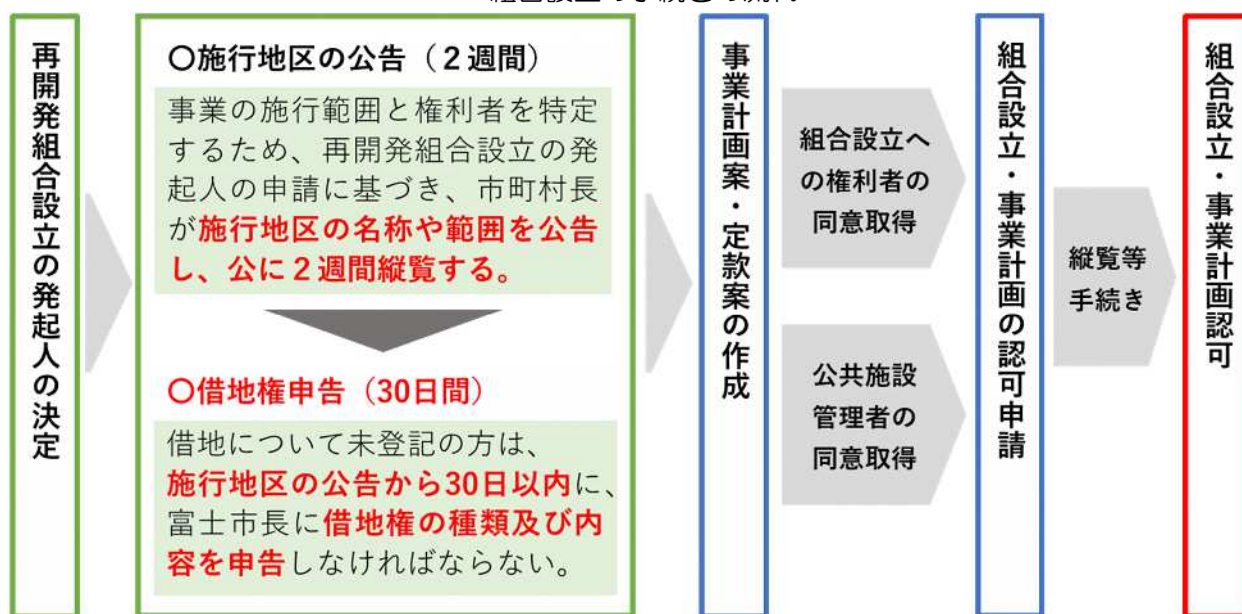 再開発組合設立の発起人の決定
〇施行地区の公告（２週間）
事業の施行範囲と権利者を特定
するため、再開発組合設立の発
起人の申請に基づき、市町村長
が施行地区の名称や範囲を公告
し、公に２週間縦覧する。
〇借地権申告（30日間）
借地について未登記の方は、
施行地区の公告から30日以内に、
富士市長に借地権の種類及び内
容を申告しなければならない。
事業計画案・定款案の作成
組合設立へ
の権利者の
同意取得
公共施設
管理者の
同意取得
組合設立・事業計画の認可申請
縦覧等
手続き
組合設立・事業計画認可